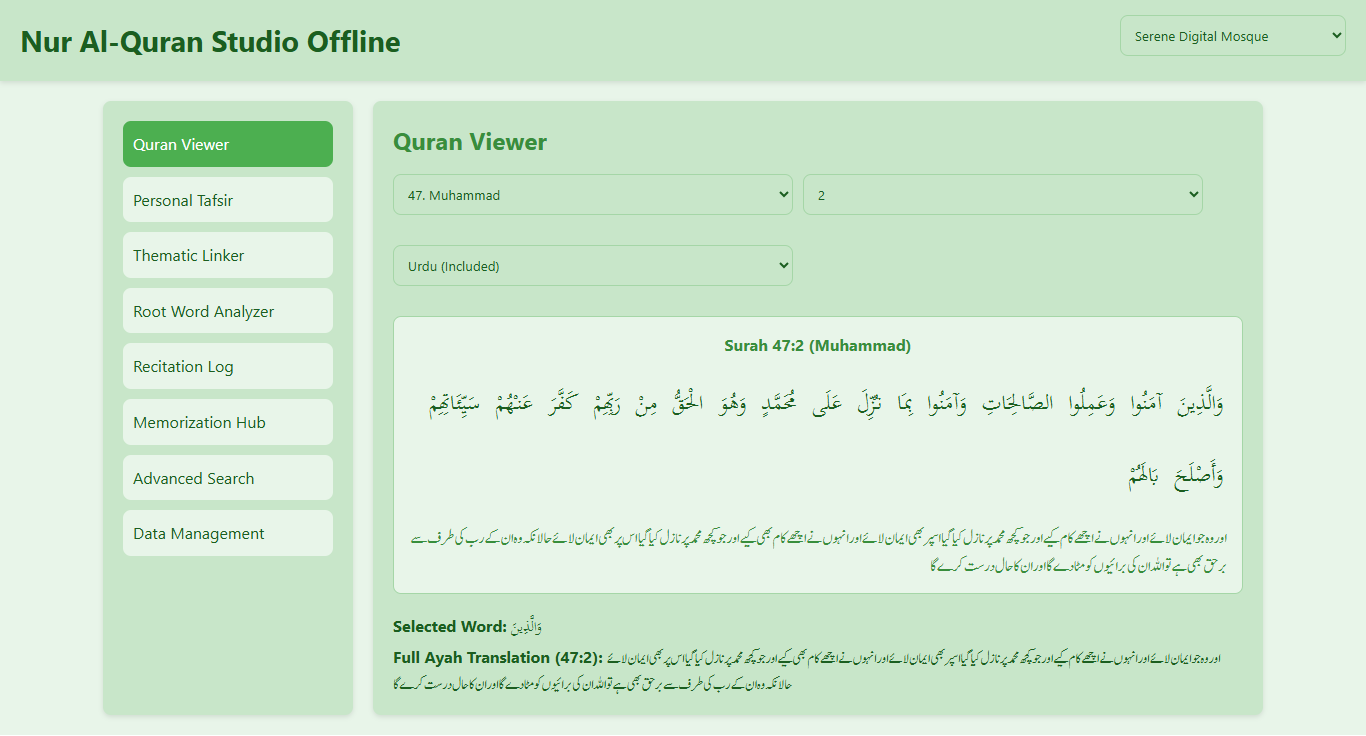 Nur Al-Quran Studio Offline
Serene Digital Mosque
Quran Viewer
Personal Tafsir
Thematic Linker
Root Word Analyzer
Recitation Log
Memorization Hub
Advanced Search
Data Management
Quran Viewer
47. Muhammad
2
Urdu (Included)
Surah 47:2 (Muhammad)
وَالَّذِينَ آمَنُوا وَعَمِلُوا الصَّالِحَاتِ وَآمَنُوا بِمَا نُزِّلَ عَلَى مُحَمَّدٍ وَهُوَ الْحَقُّ مِنْ رَبِّهِمْ كَفَّرَ عَنْهُمْ سَيِّئَاتِهِمْ
وَأَصْلَحَ بَالَهُمْ
اور وہ جو ایمان لائے اور انہوں نے اچھے کام کیے اور جو کچھ محمد پر نازل کیا گیا اسپر بھی ایمان لائے اور انہوں نے اچھے کام بھی کیے اور جو کچھ محمد پر نازل کیا گیا اس پر بھی ایمان لائے حالانکہ وہ ان کے رب کی طرف سے
برحق بھی ہے تو الله ان کی برائیوں کو مٹا دے گا اور ان کا حال درست کرے گا
Selected Word: وَالَّذِينَ
Full Ayah Translation (47:2): اور وہ جو ایمان لائے اور انہوں نے اچھے کام کیے اور جو کچھ محمد پر نازل کیا گیا اسپر بھی ایمان لائے اور انہوں نے اچھے کام بھی کیے اور جو کچھ محمد پر نازل کیا گیا اس پر بھی ایمان لائے
حالانکہ وہ ان کے رب کی طرف سے برحق بھی ہے تو الله ان کی برائیوں کو مٹا دے گا اور ان کا حال درست کرے گا